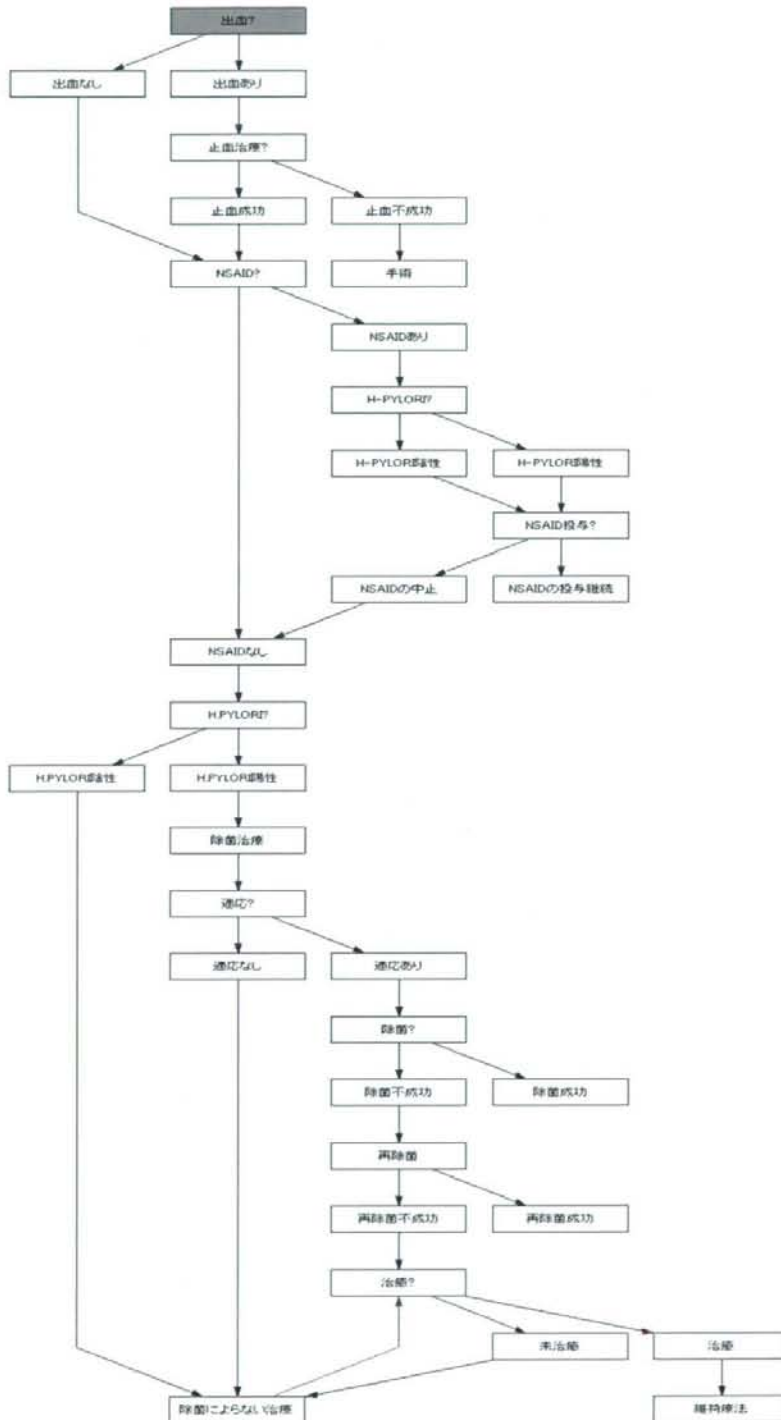 出血?
出血なし
出血あり
止血治療?
止血成功
止血不成功
NSAID?
手術
NSAIDあり
H-PYLORI?
H-PYLORI陰性
H-PYLORI陽性
NSAID投与?
NSAIDの中止
NSAIDの投与継続
NSAIDなし
H.PYLORI?
H.PYLORI陰性
H.PYLORI陽性
除菌治療
適応?
適応なし
適応あり
除菌?
除菌不成功
除菌成功
再除菌
再除菌不成功
再除菌成功
治癒?
未治癒
治癒
除菌によらない治療
維持療法